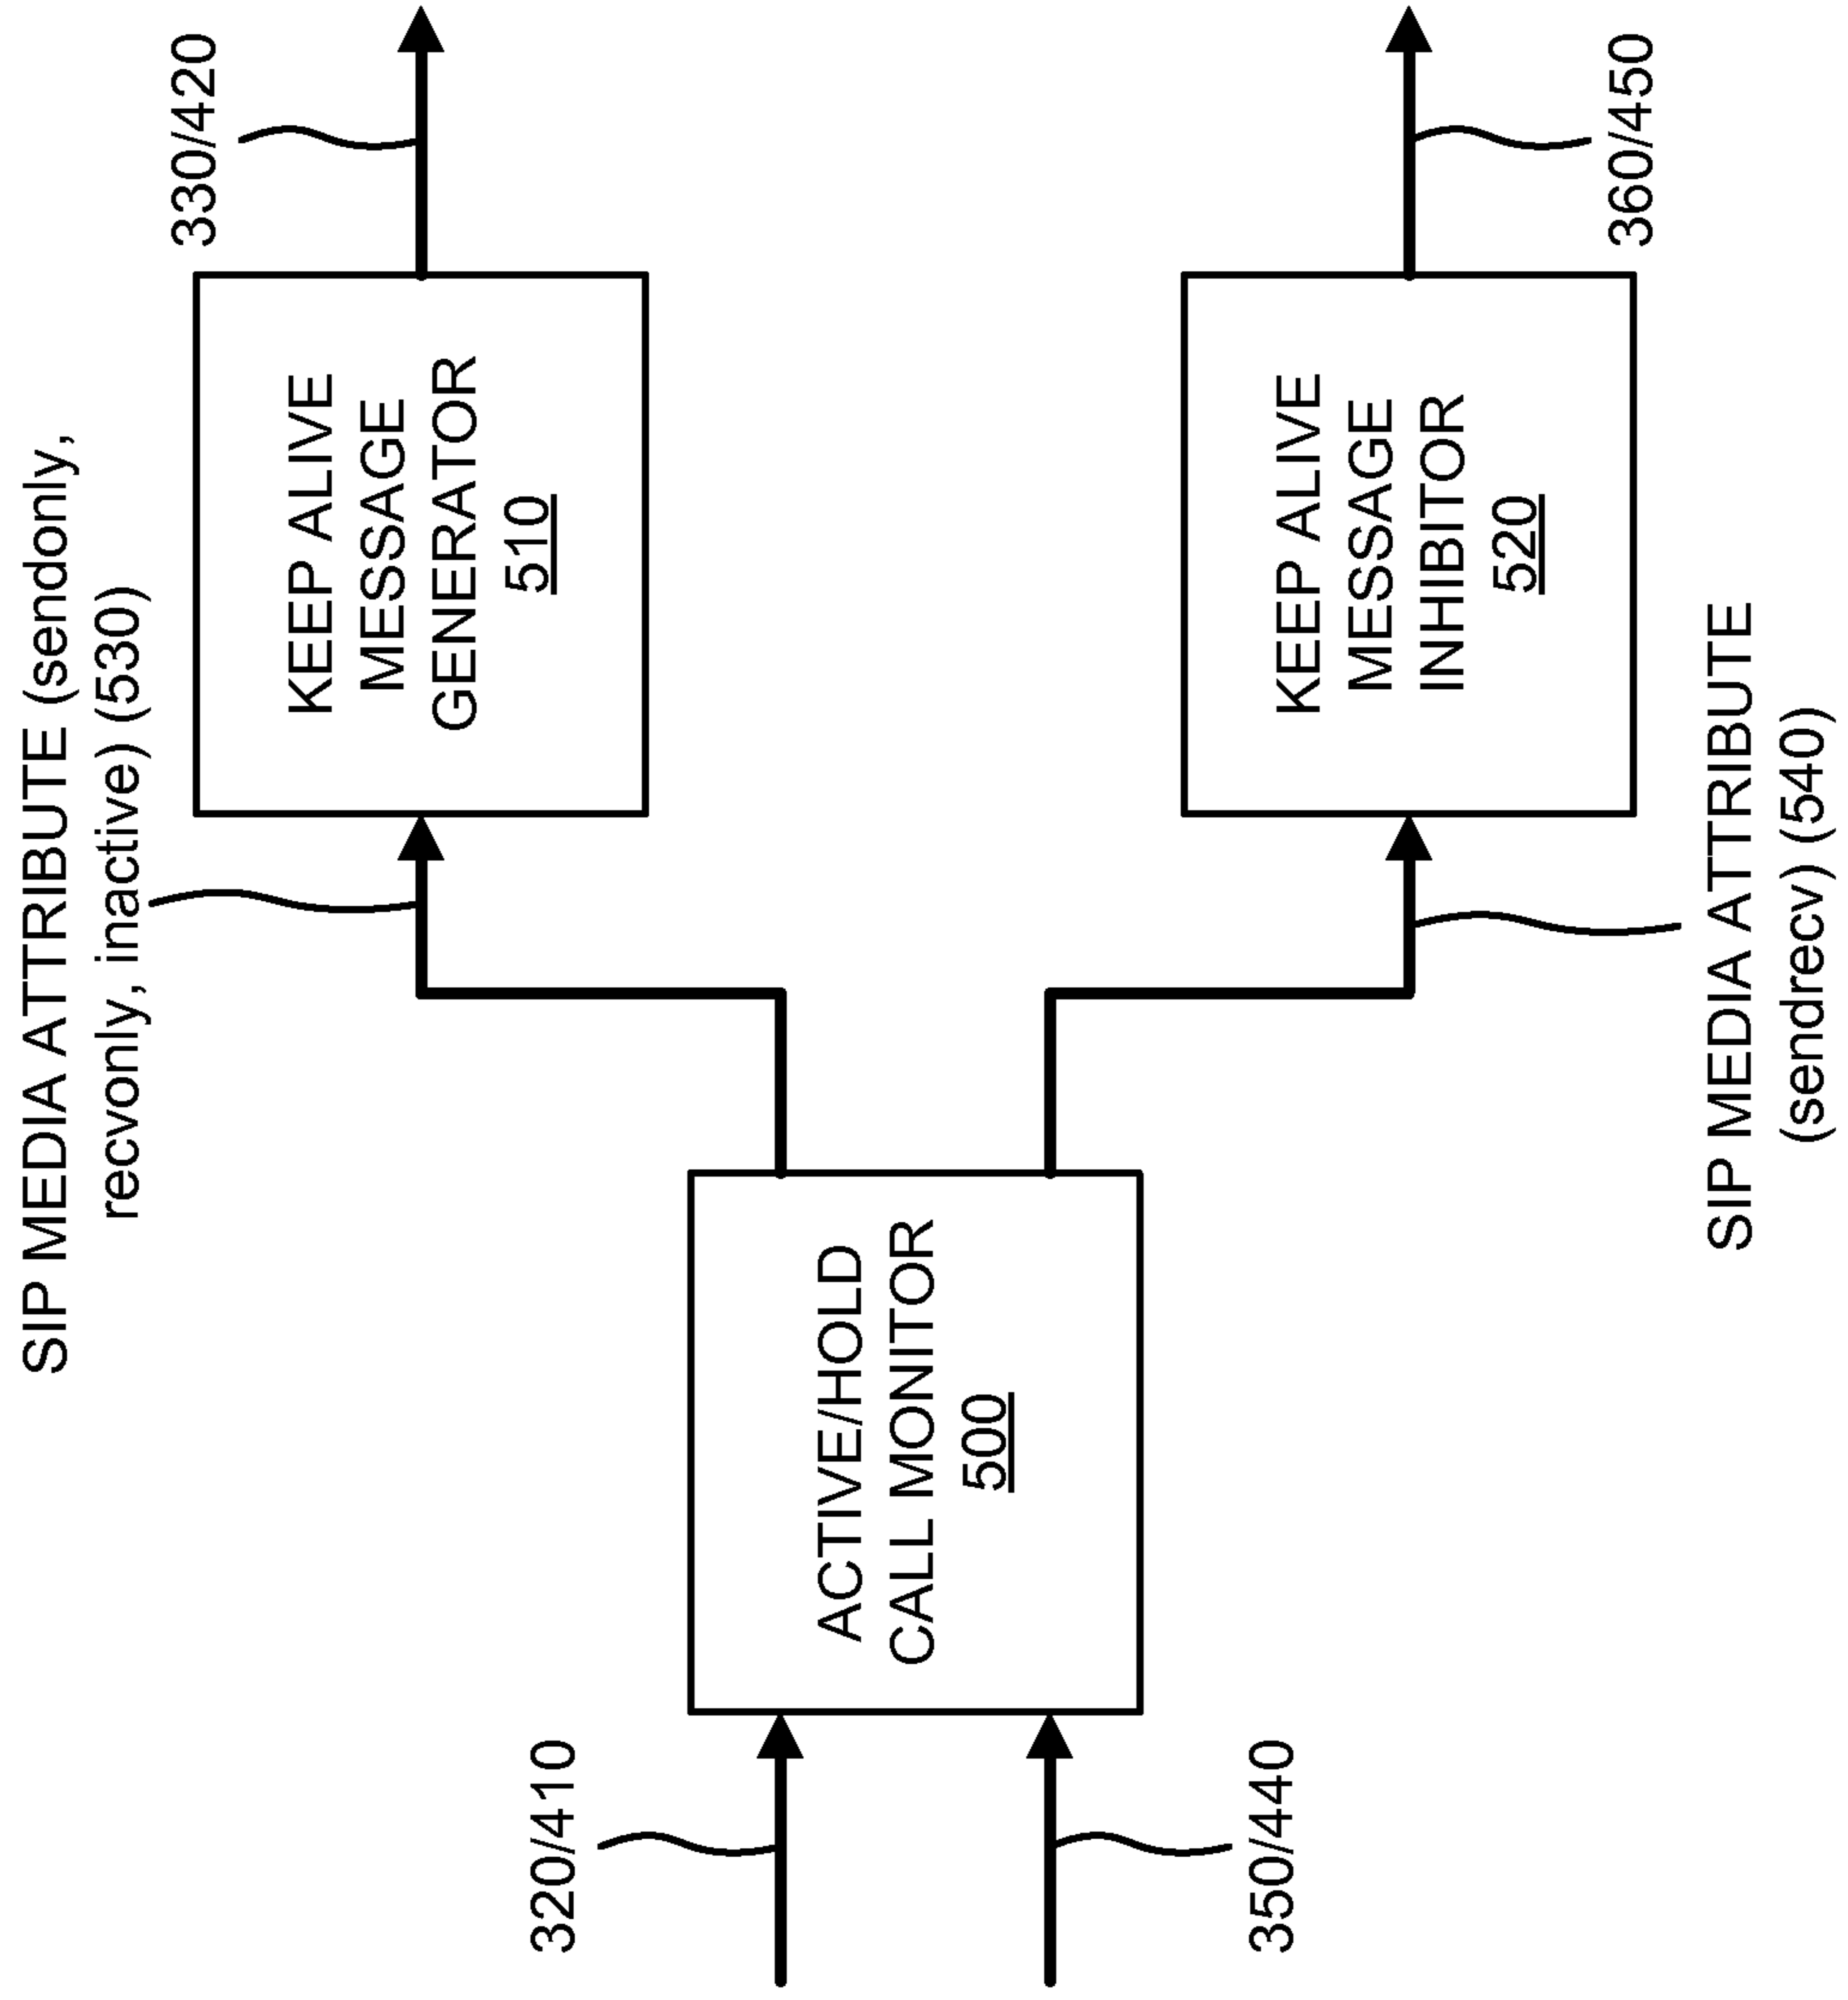 SIP MEDIA ATTRIBUTE (sendonly,
recvonly, inactive) (530)
330/420
KEEP ALIVE
MESSAGE
GENERATOR
510
320/410
ACTIVE/HOLD
CALL MONITOR
500
350/440
KEEP ALIVE
MESSAGE
INHIBITOR
520
360/450
SIP MEDIA ATTRIBUTE
(sendrecv) (540)